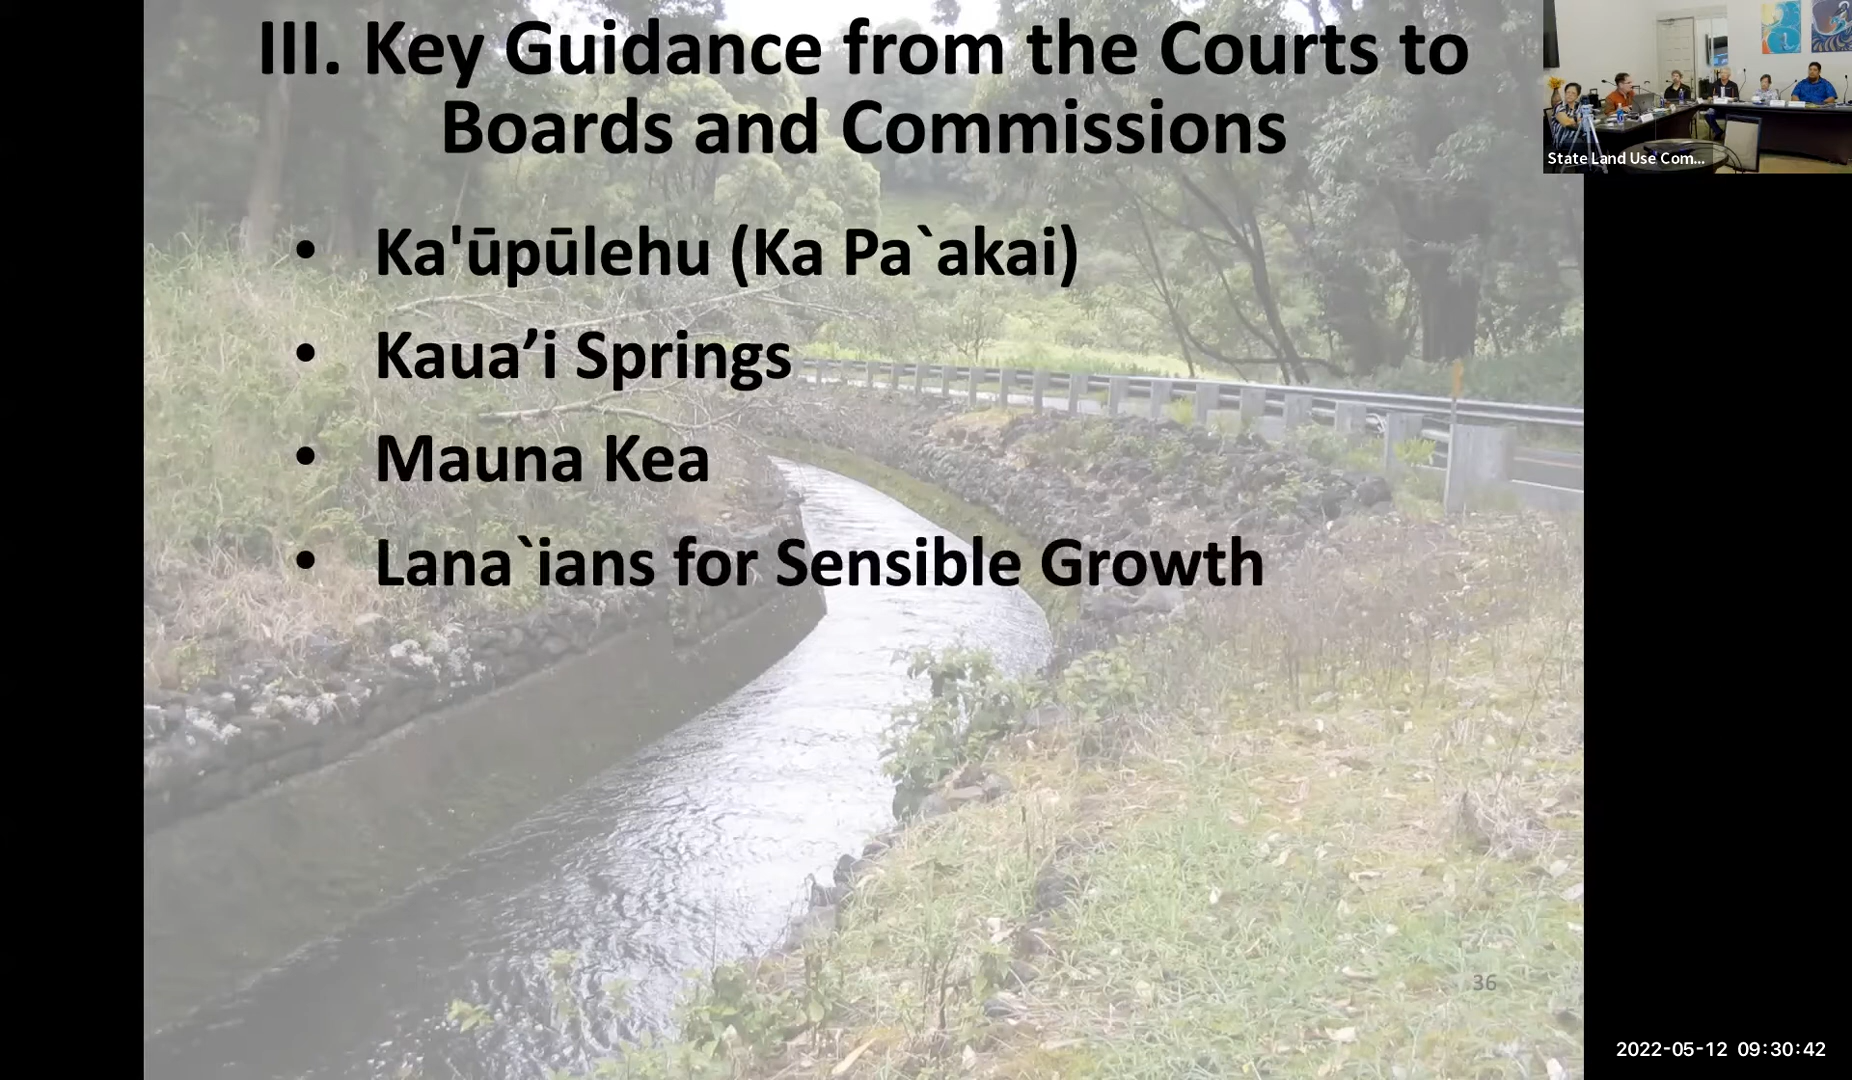 III. Key Guidance from the Courts to
Boards and Commissions
State Land Use Com...
• Ka'ūpūlehu (Ka Pa`akai)
• Kaua’i Springs
• Mauna Kea
• Lana`ians for Sensible Growth
36
2022-05-12 09:30:42